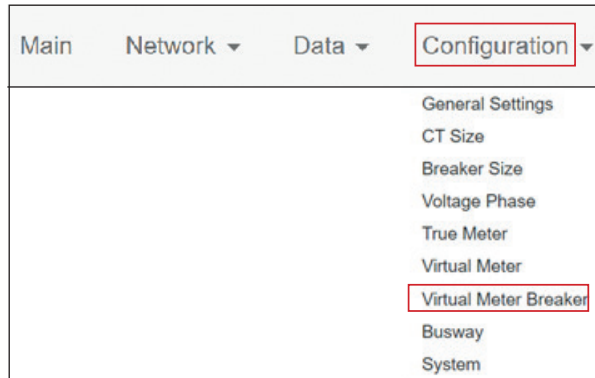 Main Network Data Configuration
General Settings
CT Size
Breaker Size
Voltage Phase
True Meter
Virtual Meter
Virtual Meter Breaker
Busway
System